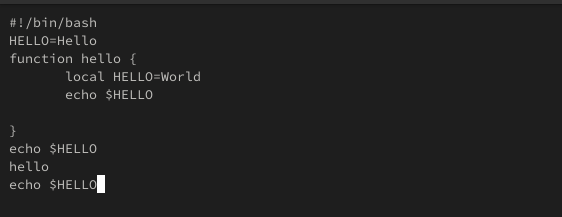 #!/bin/bash
HELLO=Hello
function hello {
       local HELLO=World
       echo $HELLO

}
echo $HELLO
hello
echo $HELLO